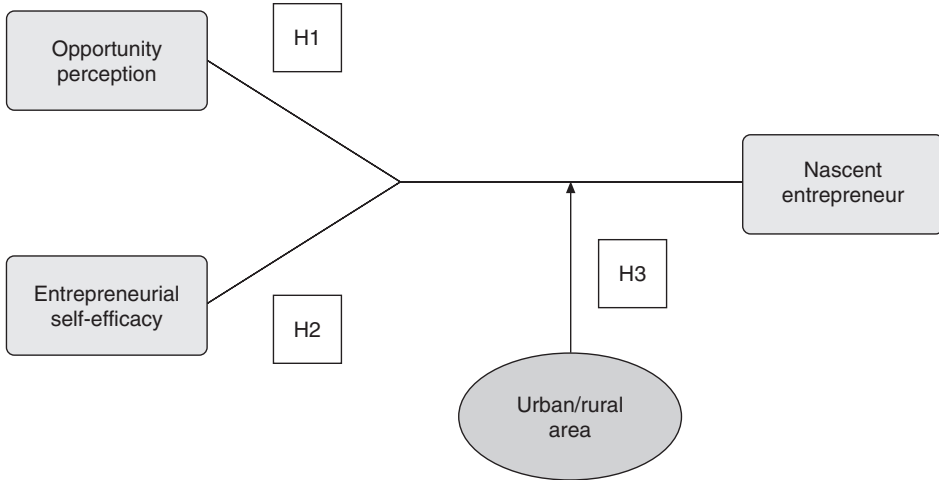 Opportunity
perception
H1
Nascent
entrepreneur
Entrepreneurial
self-efficacy
H2
H3
Urban/rural
area